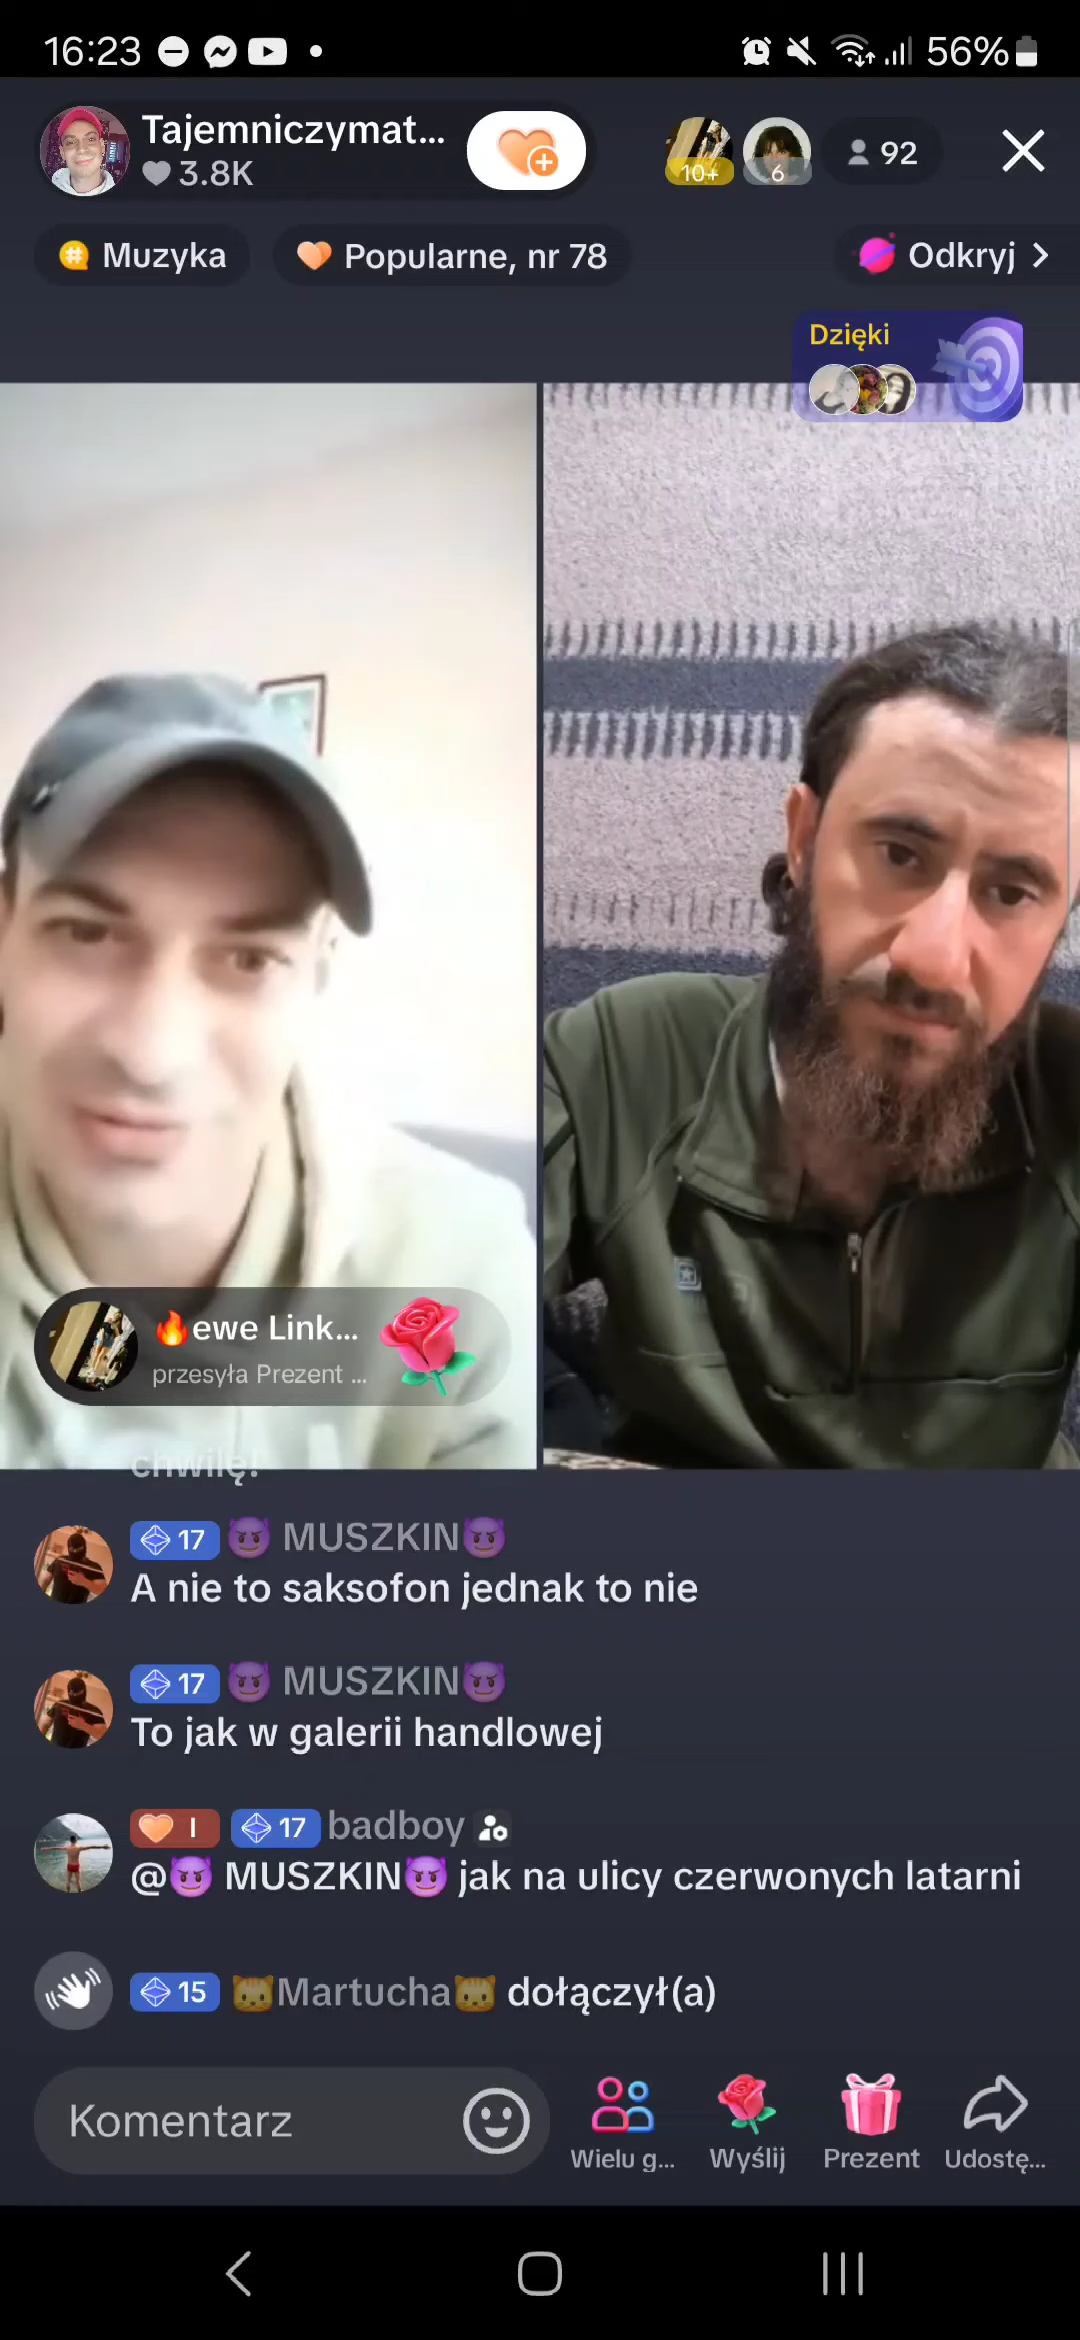 16:23
56%
Tajemniczymat...
3.8K
10+
6
92
Muzyka
Popularne, nr 78
Odkryj
Dzięki
🔥ewe Link...
przesyła Prezent ...
chwilę!
17 😈 MUSZKIN😈
A nie to saksofon jednak to nie
17 😈 MUSZKIN😈
To jak w galerii handlowej
I 17 badboy
@😈 MUSZKIN😈 jak na ulicy czerwonych latarni
15 🐱Martucha🐱 dołączył(a)
Komentarz
Wielu g...
Wyślij
Prezent
Udostę...